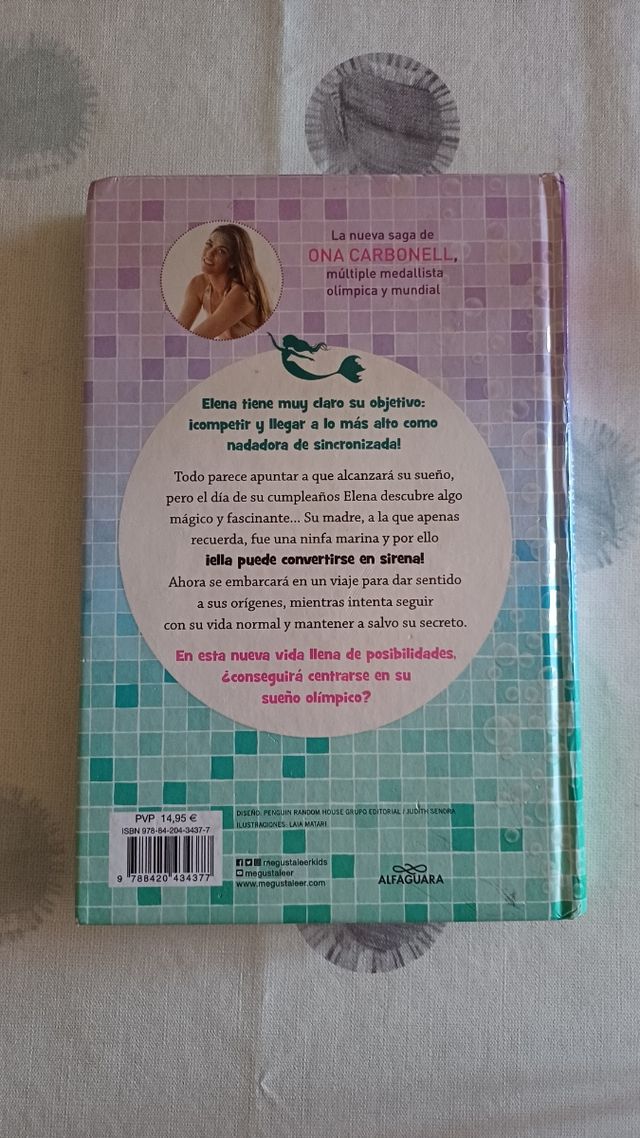 La nueva saga de
ONA CARBONELL,
múltiple medallista
olímpica y mundial
Elena tiene muy claro su objetivo:
¡competir y llegar a lo más alto como
nadadora de sincronizada!
Todo parece apuntar a que alcanzará su sueño,
pero el día de su cumpleaños Elena descubre algo
mágico y fascinante... Su madre, a la que apenas
recuerda, fue una ninfa marina y por ello
¡ella puede convertirse en sirena!
Ahora se embarcará en un viaje para dar sentido
a sus orígenes, mientras intenta seguir
con su vida normal y mantener a salvo su secreto.
En esta nueva vida llena de posibilidades,
¿conseguirá centrarse en su
sueño olímpico?
PVP 14,95 €
ISBN 978-84-204-3437-7
9 788420 434377
DISEÑO: PENGUIN RANDOM HOUSE GRUPO EDITORIAL / JUDITH SENDRA
ILUSTRACIONES: LAIA MATARÍ
megustaleerkids
megustaleer
www.megustaleer.com
ALFAGUARA